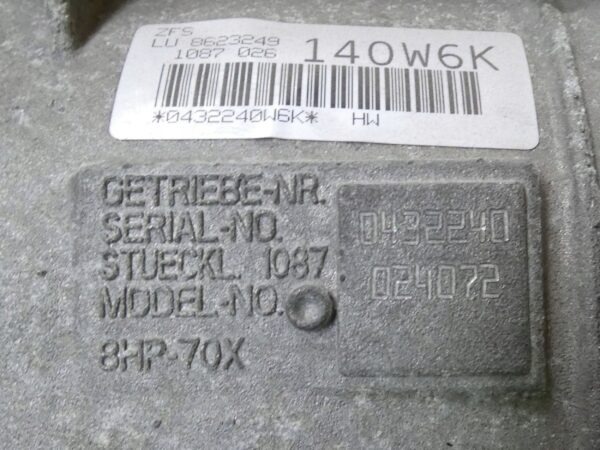 ZFS
LU 8623249
1087 026 140W6K
*0432240W6K* HW
GETRIEBE-NR.
SERIAL-NO. 0432240
STUECKL. 1087 : 024072
MODEL-NO.
8HP-70X